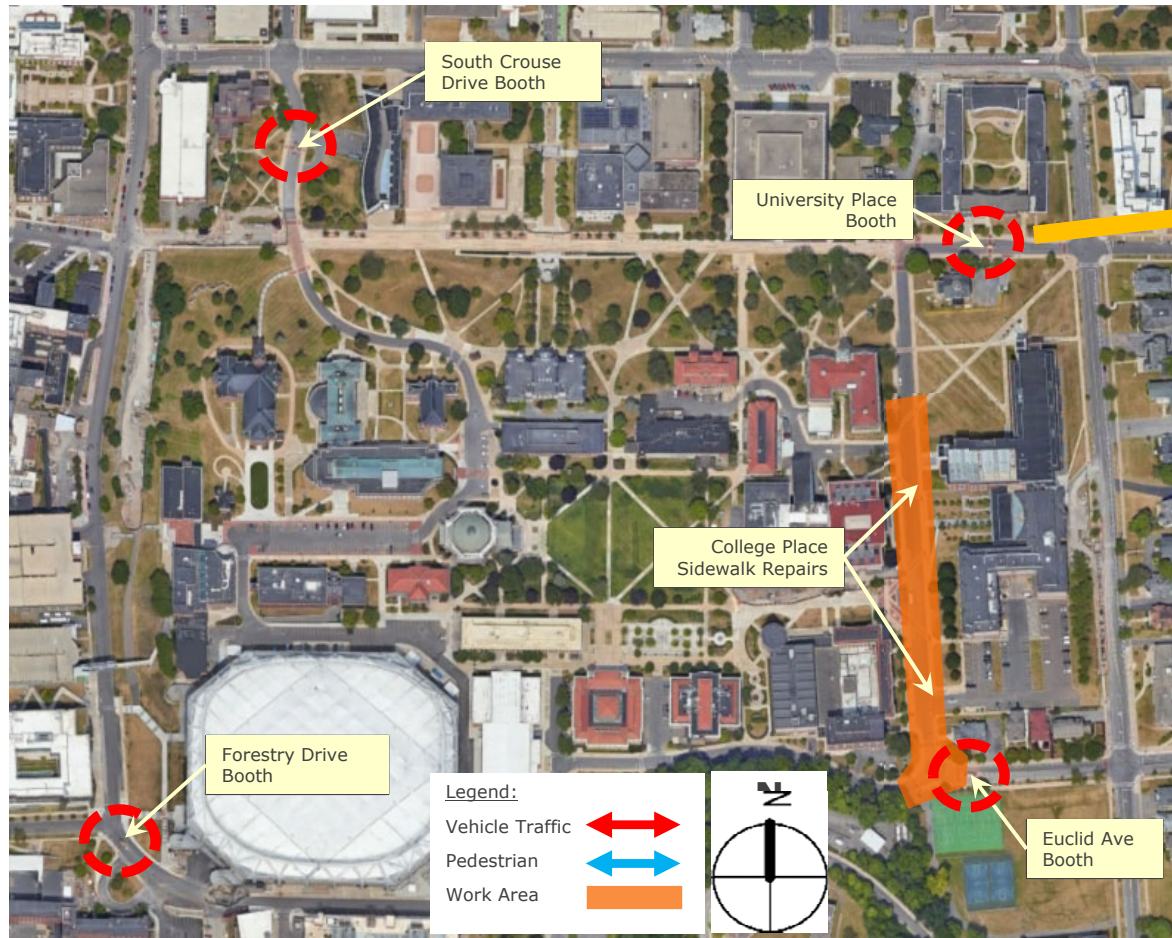 South Crouse
Drive Booth
University Place
Booth
College Place
Sidewalk Repairs
Forestry Drive
Booth
Legend:
Vehicle Traffic
Pedestrian
Work Area
N
Euclid Ave
Booth